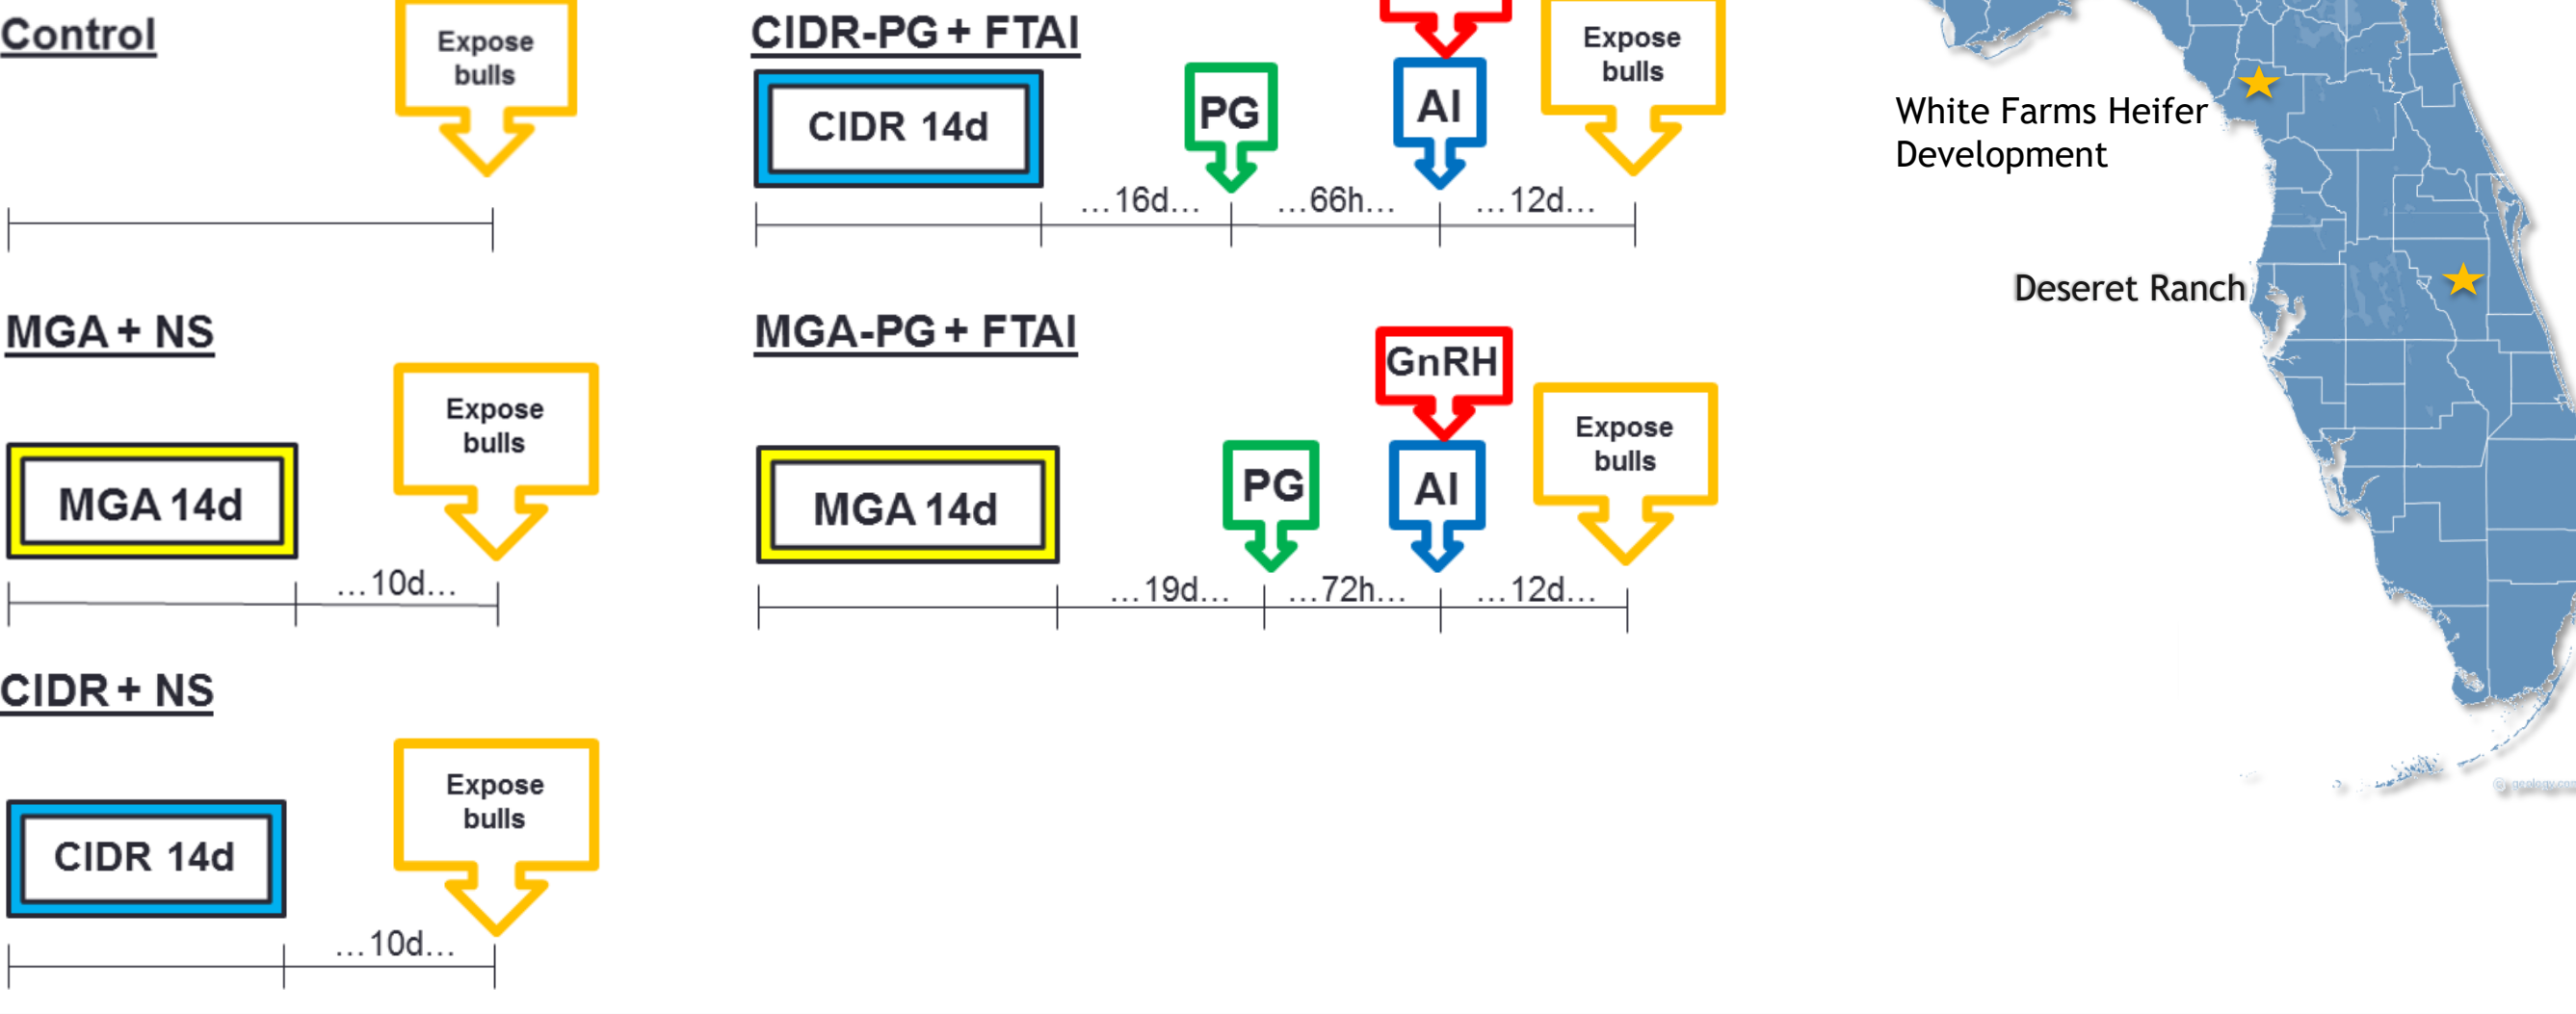 Control
Expose
bulls
MGA + NS
Expose
bulls
MGA 14d
...10d...
CIDR + NS
Expose
bulls
CIDR 14d
...10d...
CIDR-PG + FTAI
CIDR 14d
PG
AI
Expose
bulls
...16d...
...66h...
...12d...
MGA-PG + FTAI
GnRH
MGA 14d
PG
AI
Expose
bulls
...19d...
...72h...
...12d...
White Farms Heifer
Development
Deseret Ranch
© geology.com